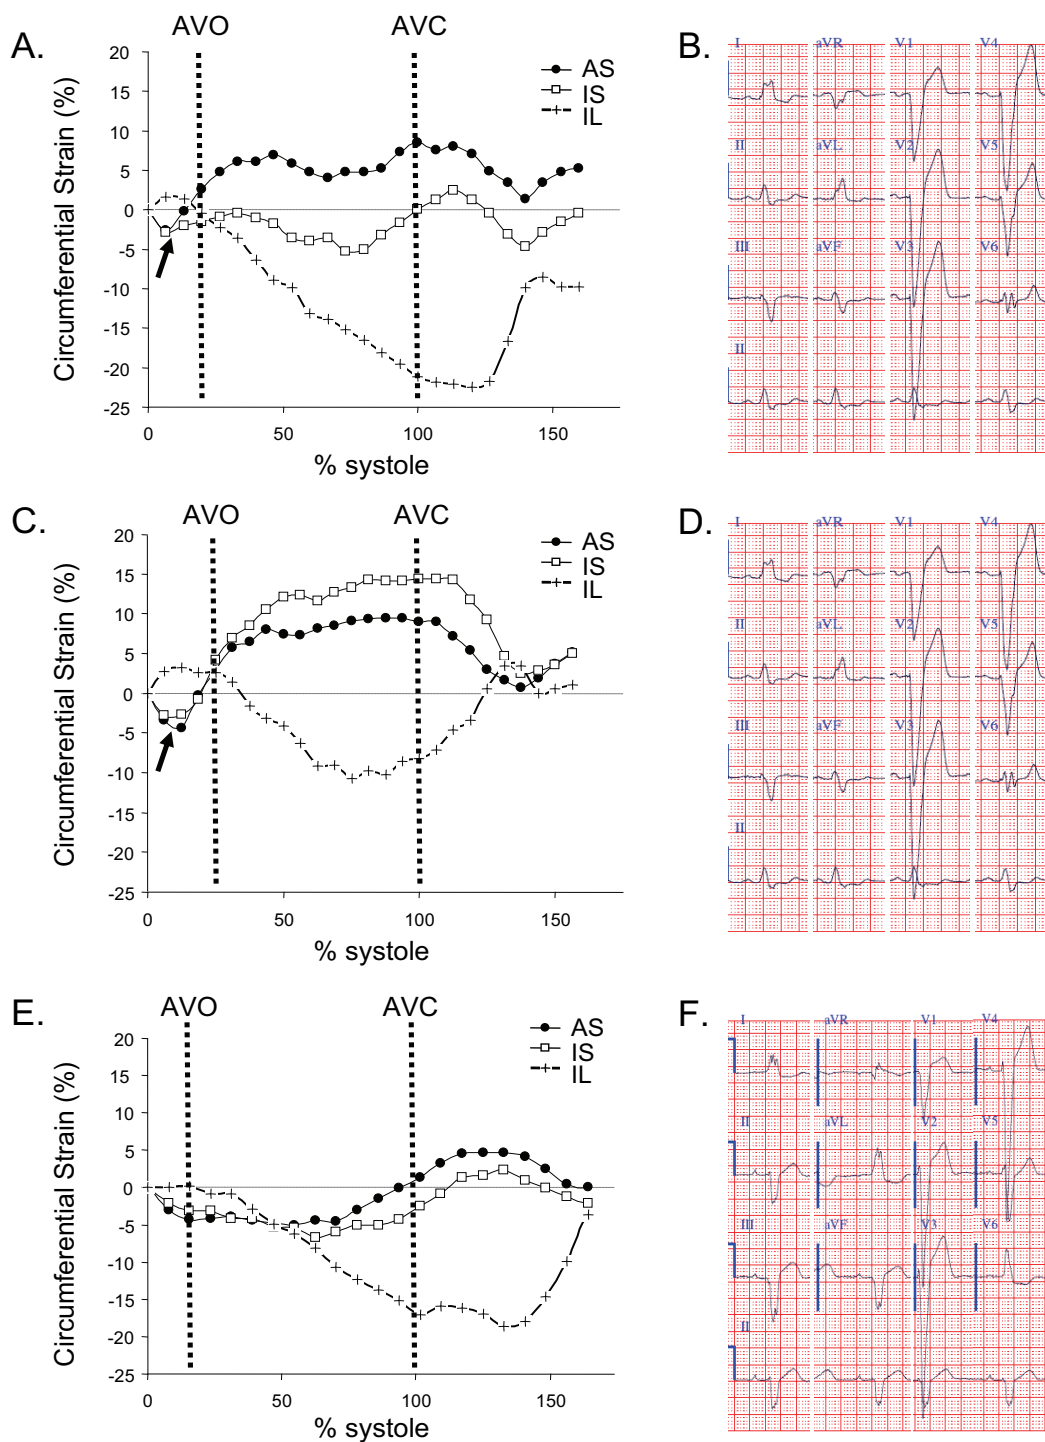 A.
AVO
AVC
20
15
10
5
0
-5
-10
-15
-20
-25
Circumferential Strain (%)
AS
IS
IL
0
50
100
150
% systole
B.
I
aVR
V1
V4
II
aVL
V2
V5
III
aVF
V3
V6
II
C.
AVO
AVC
20
15
10
5
0
-5
-10
-15
-20
-25
Circumferential Strain (%)
AS
IS
IL
0
50
100
150
% systole
D.
I
aVR
V1
V4
II
aVL
V2
V5
III
aVF
V3
V6
II
E.
AVO
AVC
20
15
10
5
0
-5
-10
-15
-20
-25
Circumferential Strain (%)
AS
IS
IL
0
50
100
150
% systole
F.
I
aVR
V1
V4
II
aVL
V2
V5
III
aVF
V3
V6
II